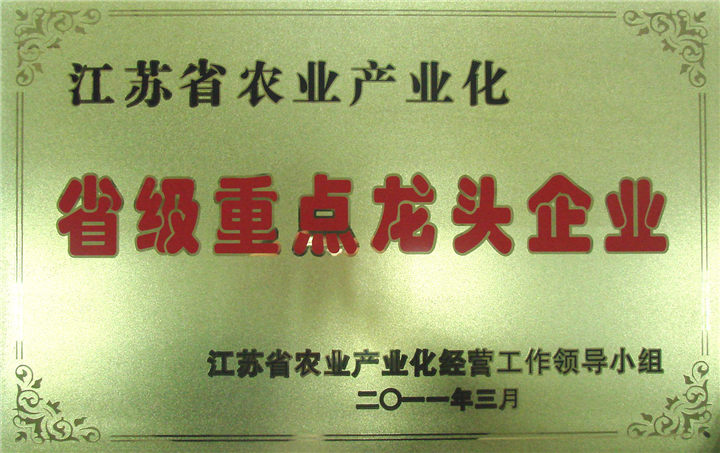 江苏省农业产业化
省级重点龙头企业
江苏省农业产业化经营工作领导小组
二〇一一年三月